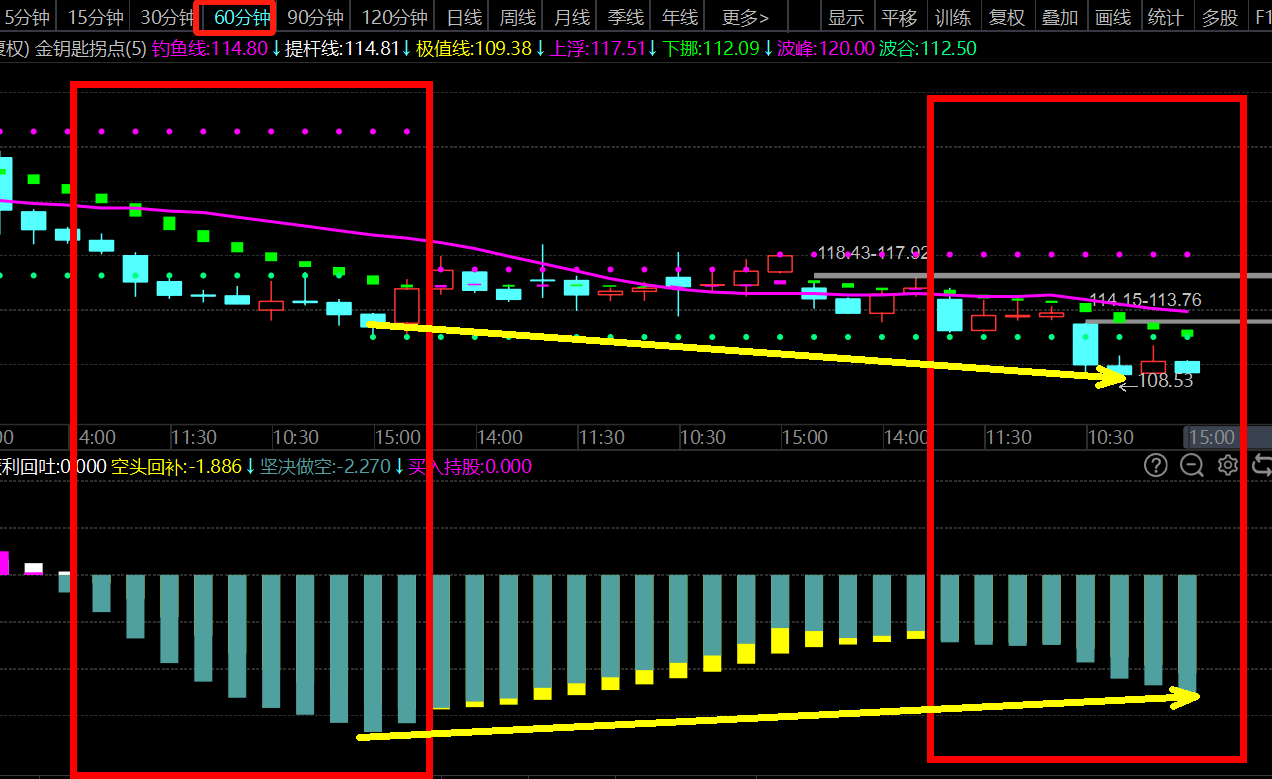 5分钟 15分钟 30分钟 60分钟 90分钟 120分钟 日线 周线 月线 季线 年线 更多> 显示 平移 训练 复权 叠加 画线 统计 多股 F1
权) 金钥匙拐点(5) 钓鱼线:114.80↓ 提杆线:114.81↓ 极值线:109.38↓ 上浮:117.51↓ 下挪:112.09↓ 波峰:120.00 波谷:112.50
118.43-117.92
114.15-113.76
←108.53
00 4:00 11:30 10:30 15:00 14:00 11:30 10:30 15:00 14:00 11:30 10:30 15:00
利回吐:0.000 空头回补:-1.886↓ 坚决做空:-2.270↓ 买入持股:0.000